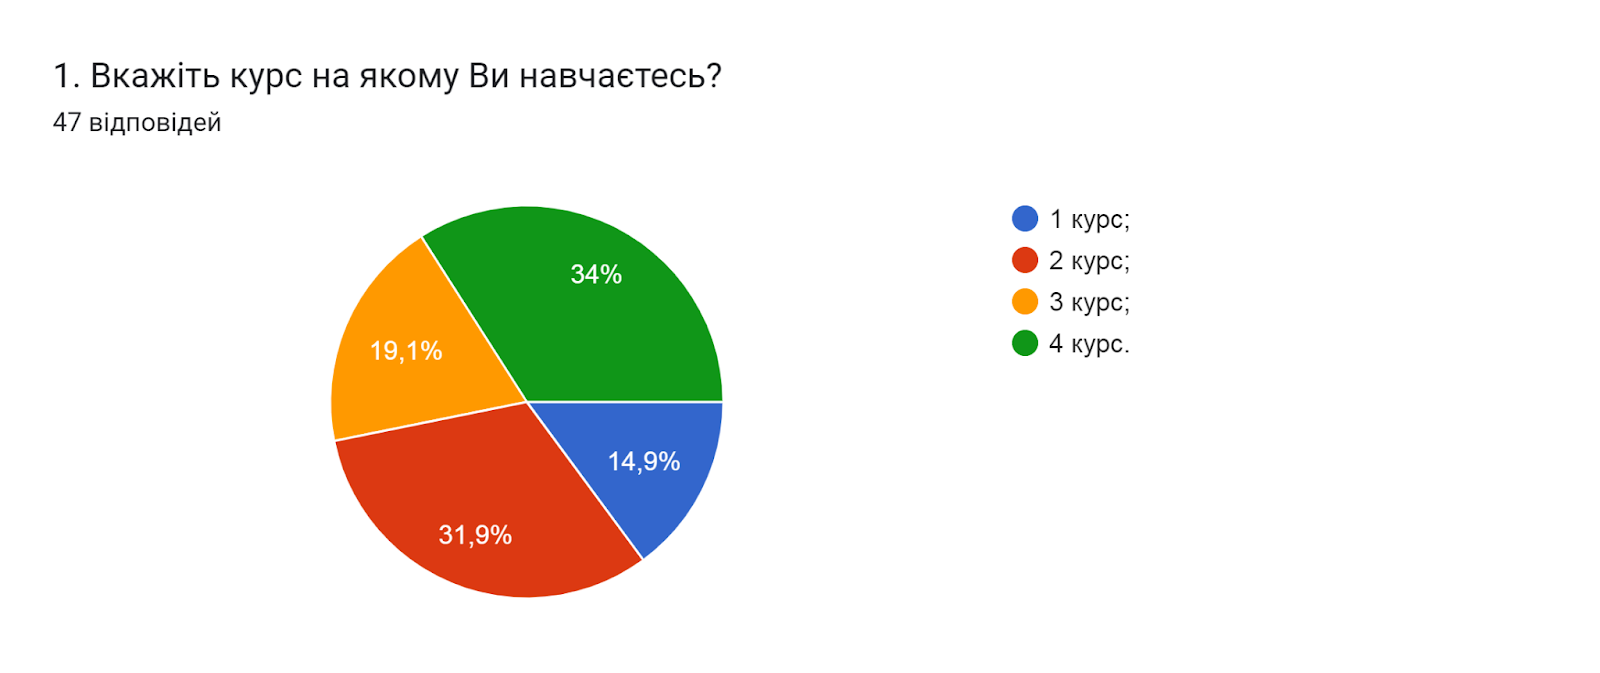 1. Вкажіть курс на якому Ви навчаєтесь?
47 відповідей
34%
19,1%
14,9%
31,9%
1 курс;
2 курс;
3 курс;
4 курс.